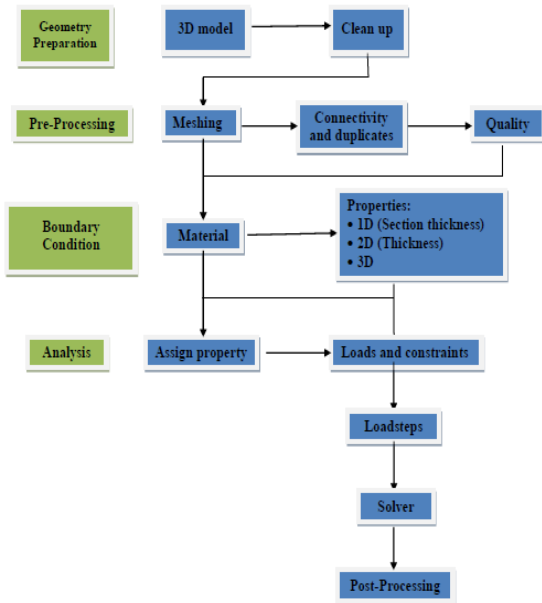 Geometry
Preparation
3D model
Clean up
Pre-Processing
Meshing
Connectivity
and duplicates
Quality
Boundary
Condition
Material
Properties:
• 1D (Section thickness)
• 2D (Thickness)
• 3D
Analysis
Assign property
Loads and constraints
Loadsteps
Solver
Post-Processing